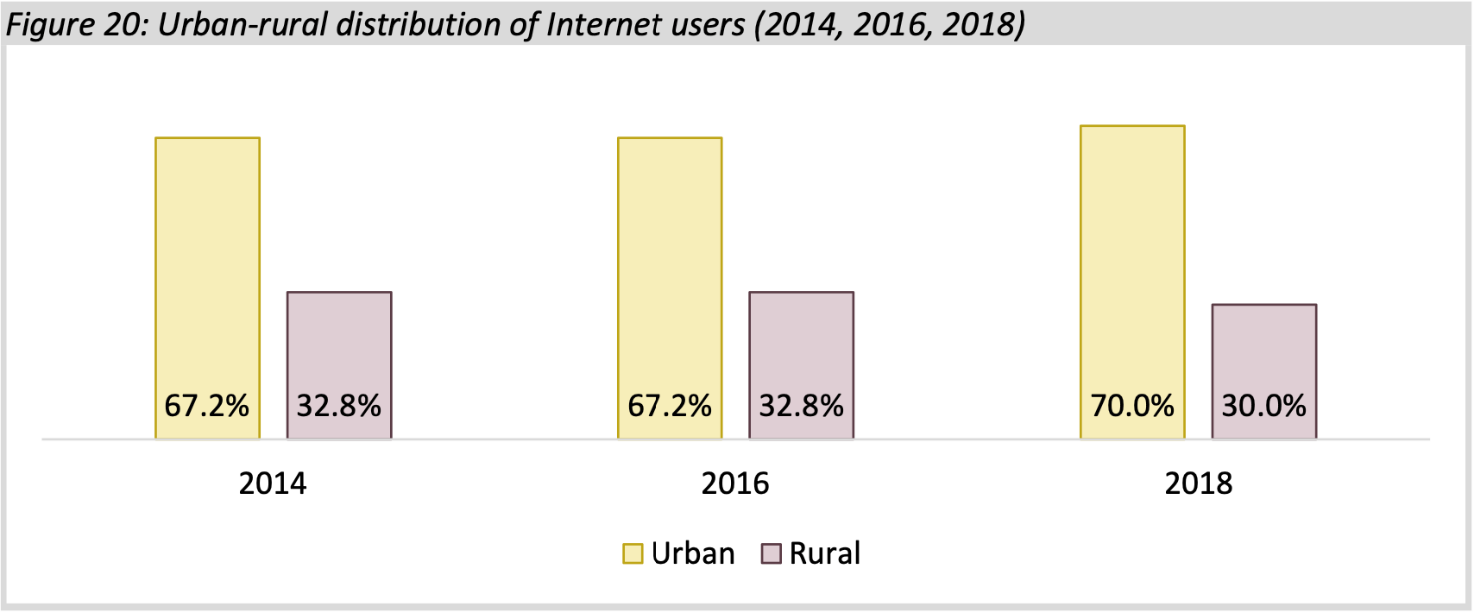 Figure 20: Urban-rural distribution of Internet users (2014, 2016, 2018)
67.2% 32.8% 67.2% 32.8% 70.0% 30.0%
2014 2016 2018
Urban Rural